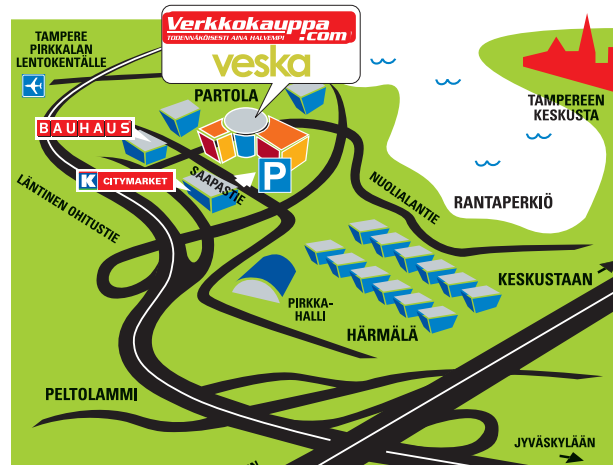 Verkkokauppa
.com
TODENNÄKÖISESTI AINA HALVEMPI
veska
TAMPERE
PIRKKALAN
LENTOKENTÄLLE
PARTOLA
TAMPEREEN
KESKUSTA
BAUHAUS
K CITYMARKET
SAAPASTIE
P
NUOLIALANTIE
RANTAPERKIÖ
LÄNTINEN OHITUSTIE
KESKUSTAAN
PIRKKA-
HALLI
HÄRMÄLÄ
PELTOLAMMI
JYVÄSKYLÄÄN